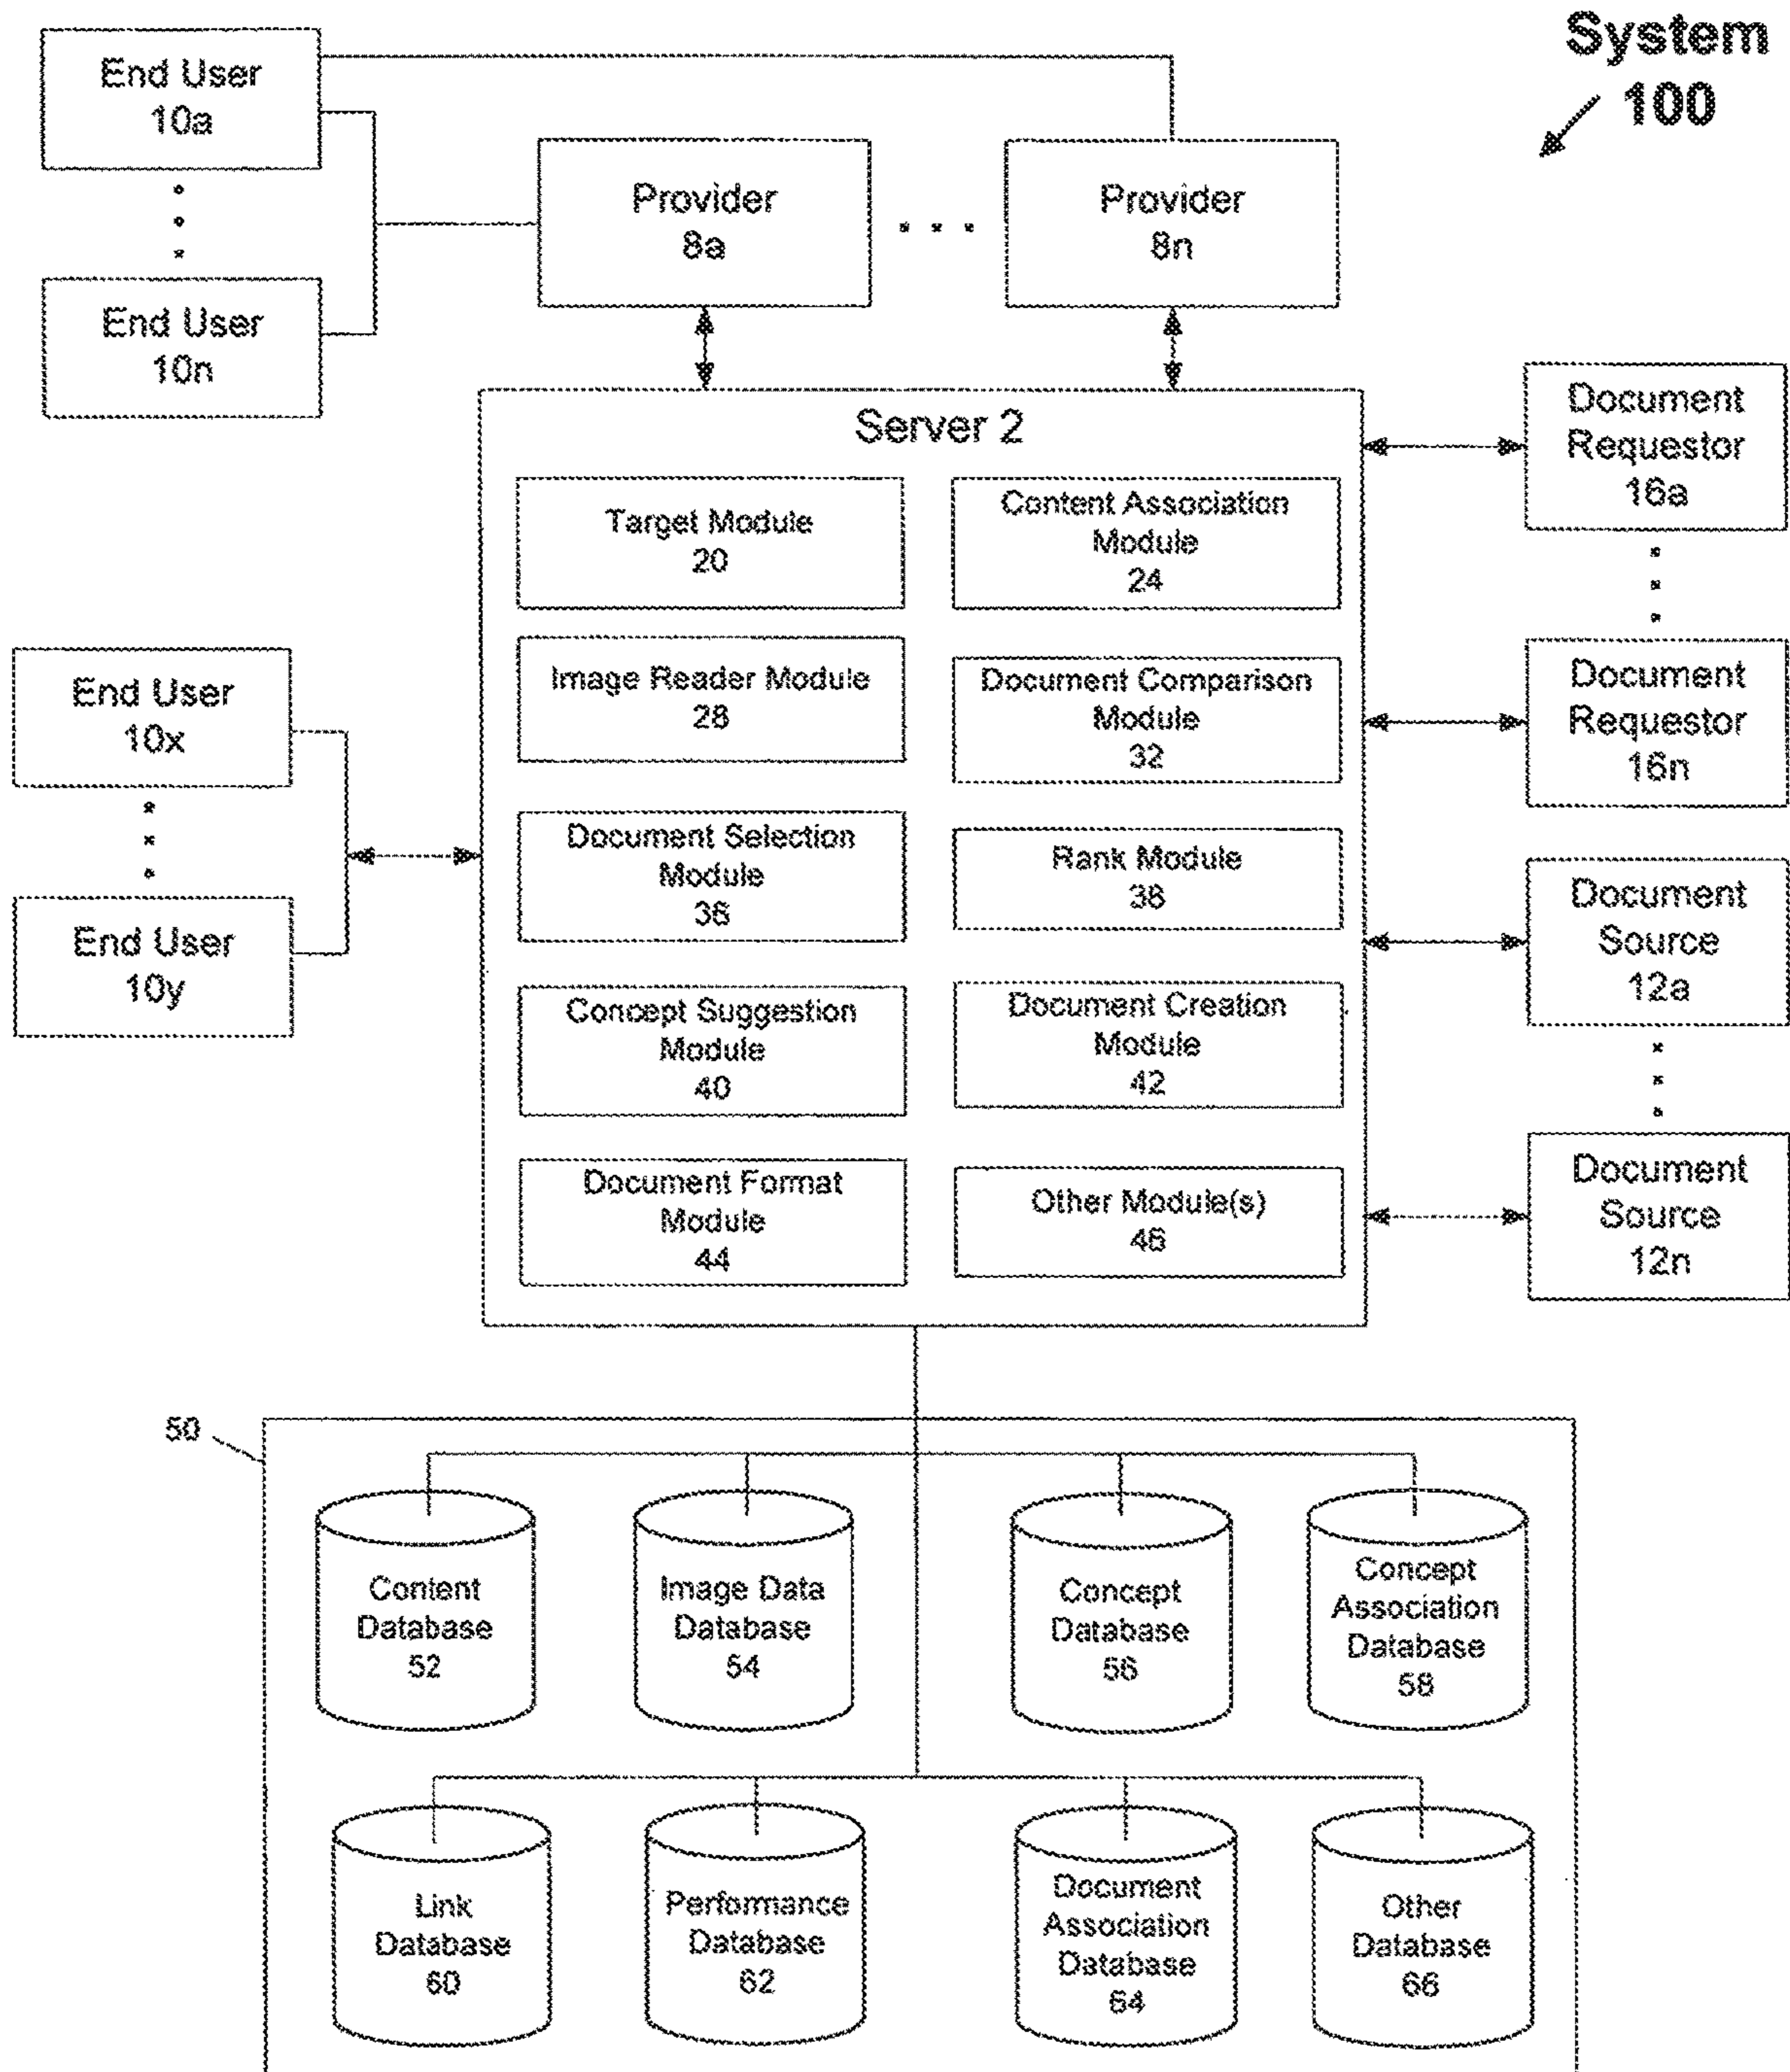 System
100
End User
10a
End User
10n
Provider
8a
Provider
8n
Server 2
Target Module
20
Content Association
Module
24
Image Reader Module
28
Document Comparison
Module
32
Document Selection
Module
36
Rank Module
38
Concept Suggestion
Module
40
Document Creation
Module
42
Document Format
Module
44
Other Module(s)
46
End User
10x
End User
10y
Document
Requestor
16a
Document
Requestor
16n
Document
Source
12a
Document
Source
12n
50
Content
Database
52
Image Data
Database
54
Concept
Database
56
Concept
Association
Database
58
Link
Database
60
Performance
Database
62
Document
Association
Database
64
Other
Database
66